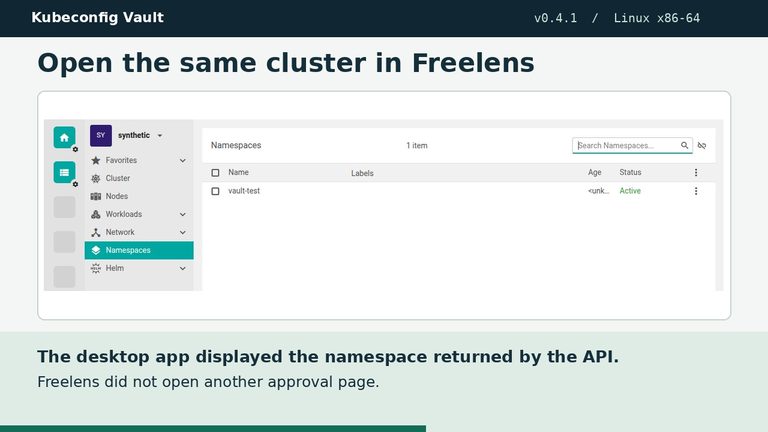 Kubeconfig Vault
v0.4.1 / Linux x86-64
Open the same cluster in Freelens
SY synthetic
Favorites
Cluster
Nodes
Workloads
Network
Namespaces
HELM Helm
Namespaces 1 item Search Namespaces...
Name Labels Age Status
vault-test <unk... Active
The desktop app displayed the namespace returned by the API.
Freelens did not open another approval page.